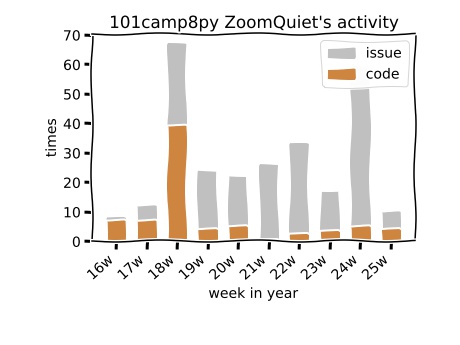 101camp8py ZoomQuiet's activity
issue
code
times
70
60
50
40
30
20
10
0
16w 17w 18w 19w 20w 21w 22w 23w 24w 25w
week in year